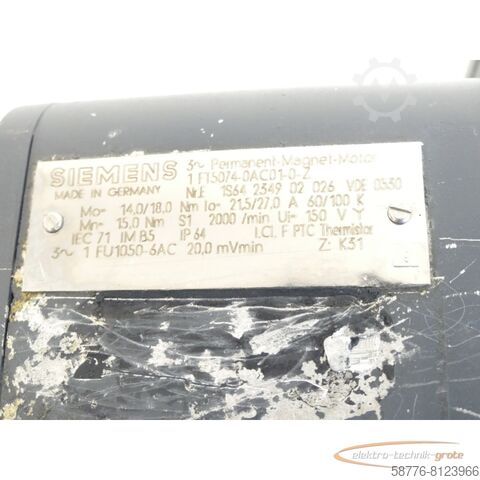 SIEMENS
MADE IN GERMANY
3~ Permanent-Magnet-Motor
1 FT5074-0AC01-0-Z
Nr.E 1S64 2349 02 026 VDE 0530
Mo= 14,0/18,0 Nm Io= 21,5/27,0 A 60/100 K
Mn= 15,0 Nm S1 2000 /min Ui= 150 V Y
IEC 71 IM B5 IP 64 I.Cl. F PTC Thermistor
3~ 1 FU1050-6AC 20,0 mVmin Z: K31
elektro-technik-grote
58776-8123966